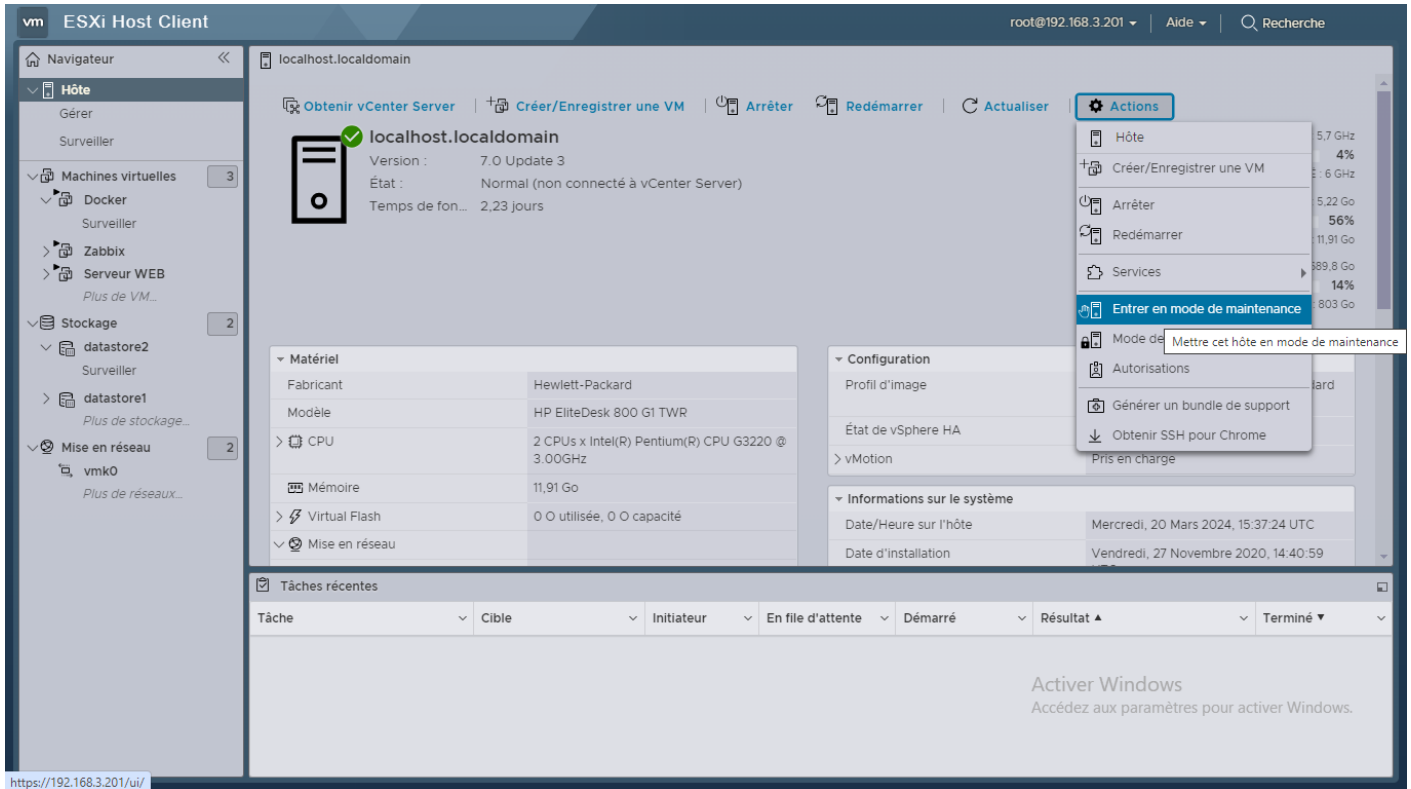 vm ESXi Host Client
root@192.168.3.201
Aide
Recherche
Navigateur
Hôte
Gérer
Surveiller
Machines virtuelles 3
Docker
Surveiller
Zabbix
Serveur WEB
Plus de VM...
Stockage 2
datastore2
Surveiller
datastore1
Plus de stockage...
Mise en réseau 2
vmk0
Plus de réseaux...
localhost.localdomain
Obtenir vCenter Server
Créer/Enregistrer une VM
Arrêter
Redémarrer
Actualiser
Actions
localhost.localdomain
Version : 7.0 Update 3
État : Normal (non connecté à vCenter Server)
Temps de fon... 2,23 jours
Hôte
Créer/Enregistrer une VM
Arrêter
Redémarrer
Services
Entrer en mode de maintenance
Mode de
Mettre cet hôte en mode de maintenance
Autorisations
Générer un bundle de support
Obtenir SSH pour Chrome
: 5,7 GHz
4%
: 6 GHz
: 5,22 Go
56%
: 11,91 Go
89,8 Go
14%
: 803 Go
Matériel
Fabricant Hewlett-Packard
Modèle HP EliteDesk 800 G1 TWR
CPU 2 CPUs x Intel(R) Pentium(R) CPU G3220 @
3.00GHz
Mémoire 11,91 Go
Virtual Flash 0 O utilisée, 0 O capacité
Mise en réseau
Configuration
Profil d'image
État de vSphere HA
vMotion Pris en charge
Informations sur le système
Date/Heure sur l'hôte Mercredi, 20 Mars 2024, 15:37:24 UTC
Date d'installation Vendredi, 27 Novembre 2020, 14:40:59
Tâches récentes
Tâche Cible Initiateur En file d'attente Démarré Résultat ▲ Terminé ▼
Activer Windows
Accédez aux paramètres pour activer Windows.
https://192.168.3.201/ui/